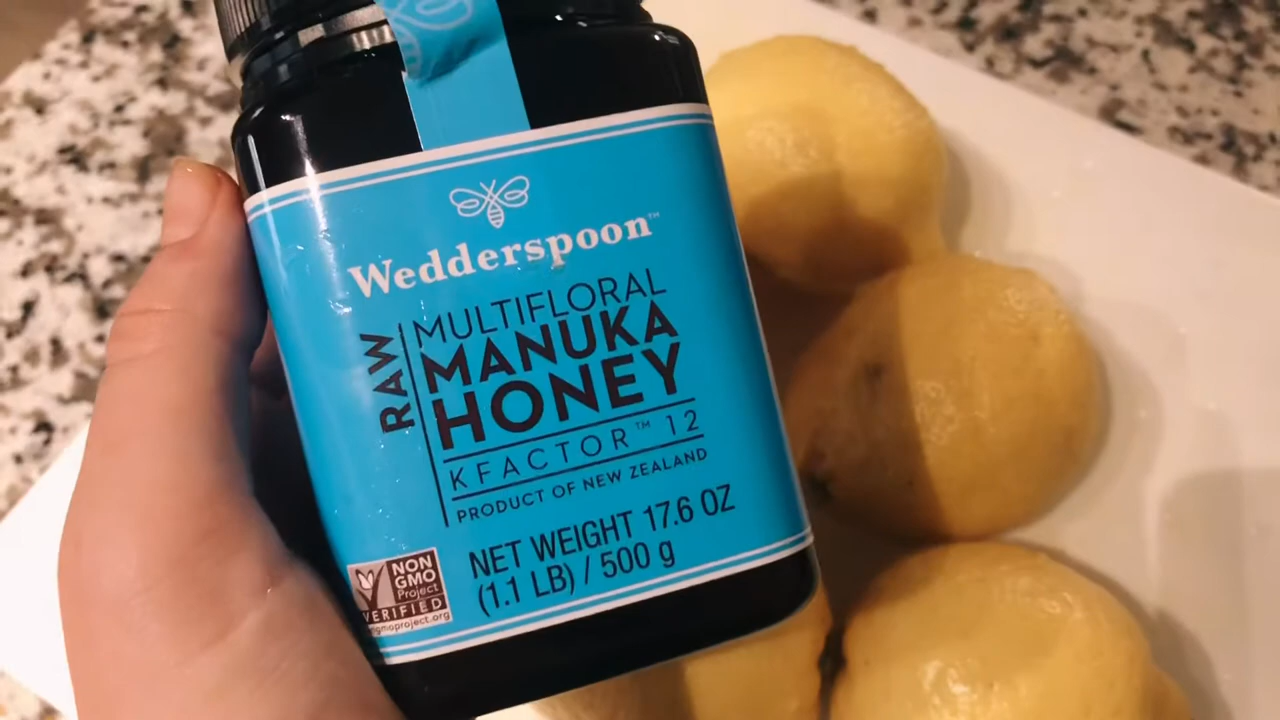 Wedderspoon™
RAW
MULTIFLORAL
MANUKA
HONEY
KFACTOR™ 12
PRODUCT OF NEW ZEALAND
NET WEIGHT 17.6 OZ
(1.1 LB) / 500 g
NON
GMO
Project
VERIFIED
gmoproject.org